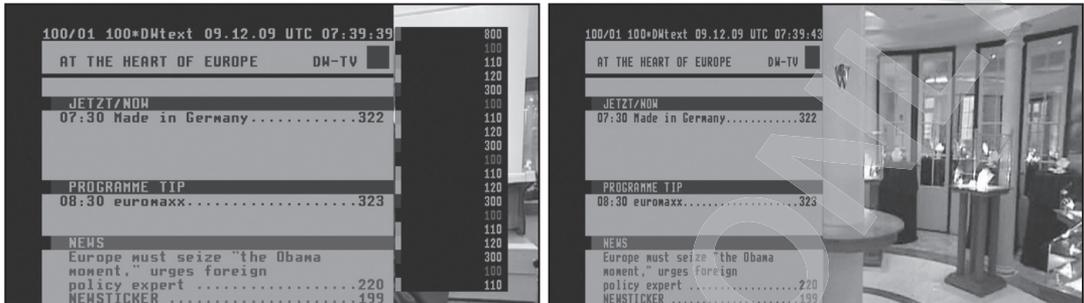 100/01 100*DWtext 09.12.09 UTC 07:39:39
AT THE HEART OF EUROPE DW-TV
JETZT/NOW
07:30 Made in Germany............322
PROGRAMME TIP
08:30 euromaxx...................323
NEWS
Europe must seize "the Obama
moment," urges foreign
policy expert ..................220
NEWSTICKER .....................199
800
100
110
120
300
100
110
120
300
100
110
120
300
100
110
120
300
100
110
100/01 100*DWtext 09.12.09 UTC 07:39:43
AT THE HEART OF EUROPE DW-TV
JETZT/NOW
07:30 Made in Germany............322
PROGRAMME TIP
08:30 euromaxx...................323
NEWS
Europe must seize "the Obama
moment," urges foreign
policy expert ..................220
NEWSTICKER .....................199